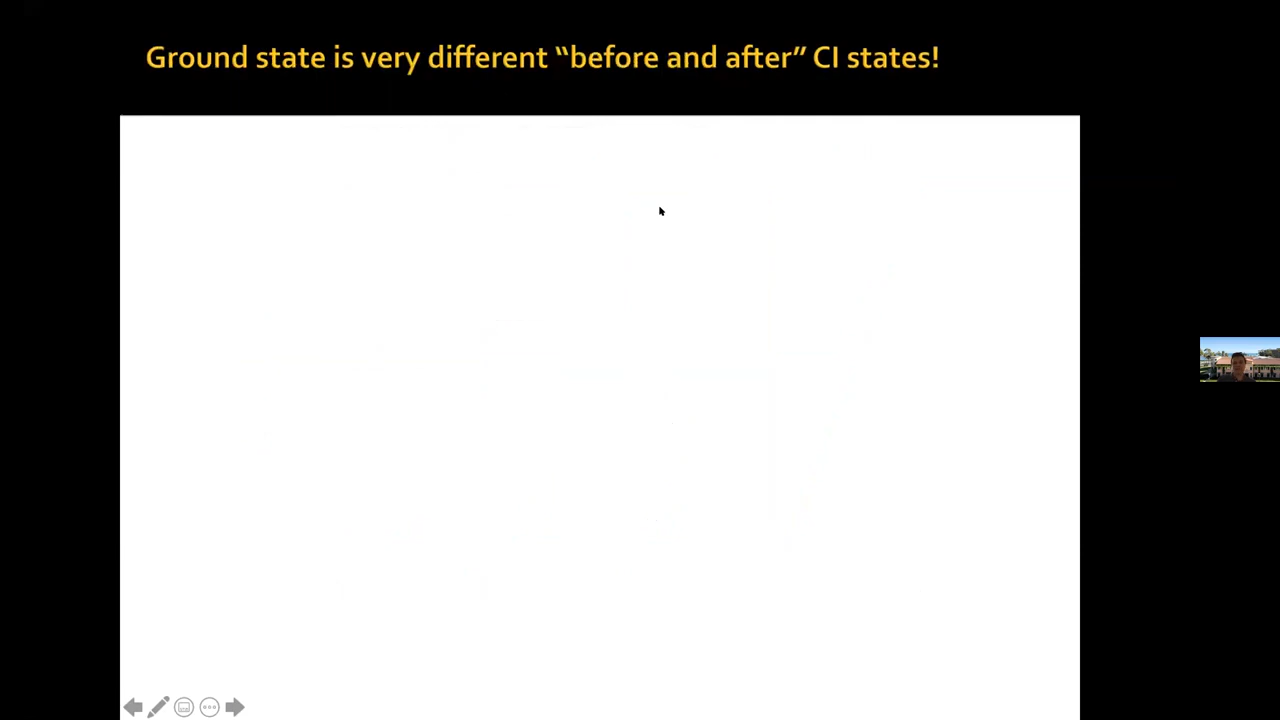 Ground state is very different “before and after” CI states!